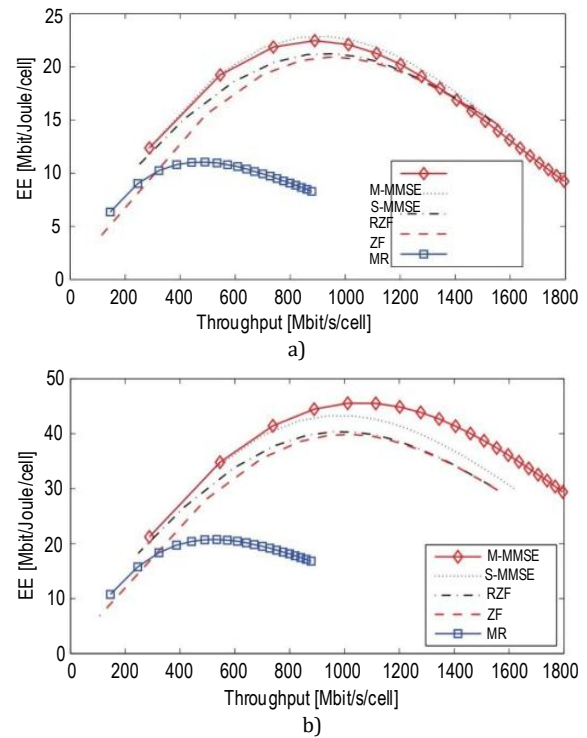 25
20
15
10
5
0
EE [Mbit/Joule/cell]
M-MMSE
S-MMSE
RZF
ZF
MR
0 200 400 600 800 1000 1200 1400 1600 1800
Throughput [Mbit/s/cell]
a)
50
40
30
20
10
0
EE [Mbit/Joule/cell]
M-MMSE
S-MMSE
RZF
ZF
MR
0 200 400 600 800 1000 1200 1400 1600 1800
Throughput [Mbit/s/cell]
b)